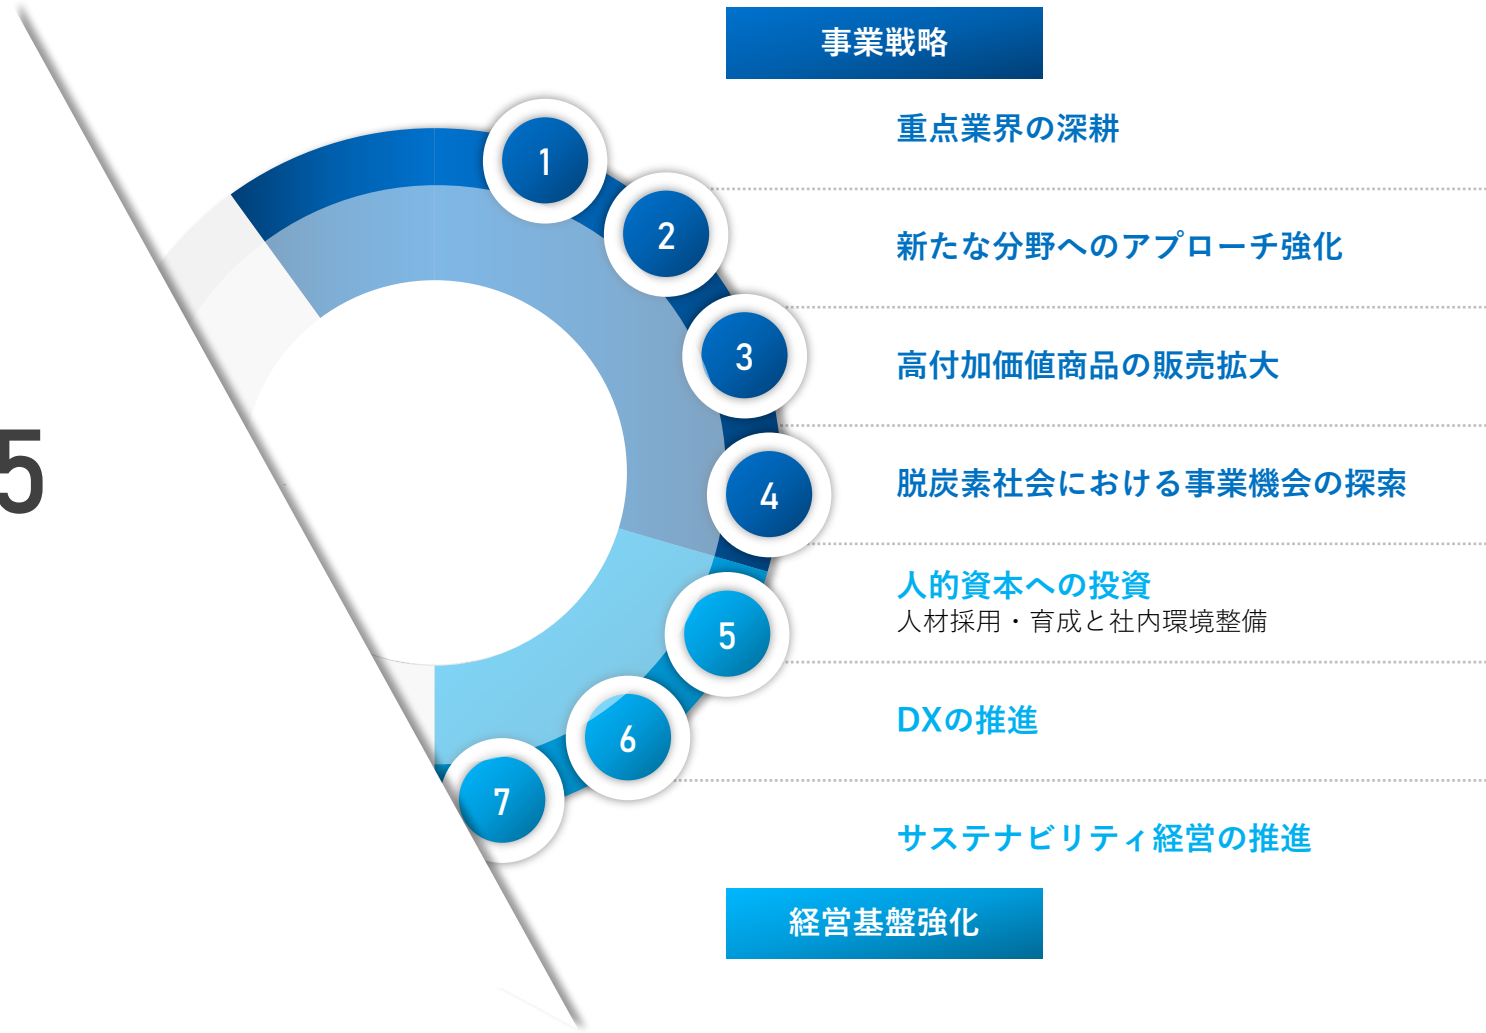 事業戦略
1
重点業界の深耕
2
新たな分野へのアプローチ強化
3
高付加価値商品の販売拡大
5
4
脱炭素社会における事業機会の探索
5
人的資本への投資
人材採用・育成と社内環境整備
6
DXの推進
7
サステナビリティ経営の推進
経営基盤強化